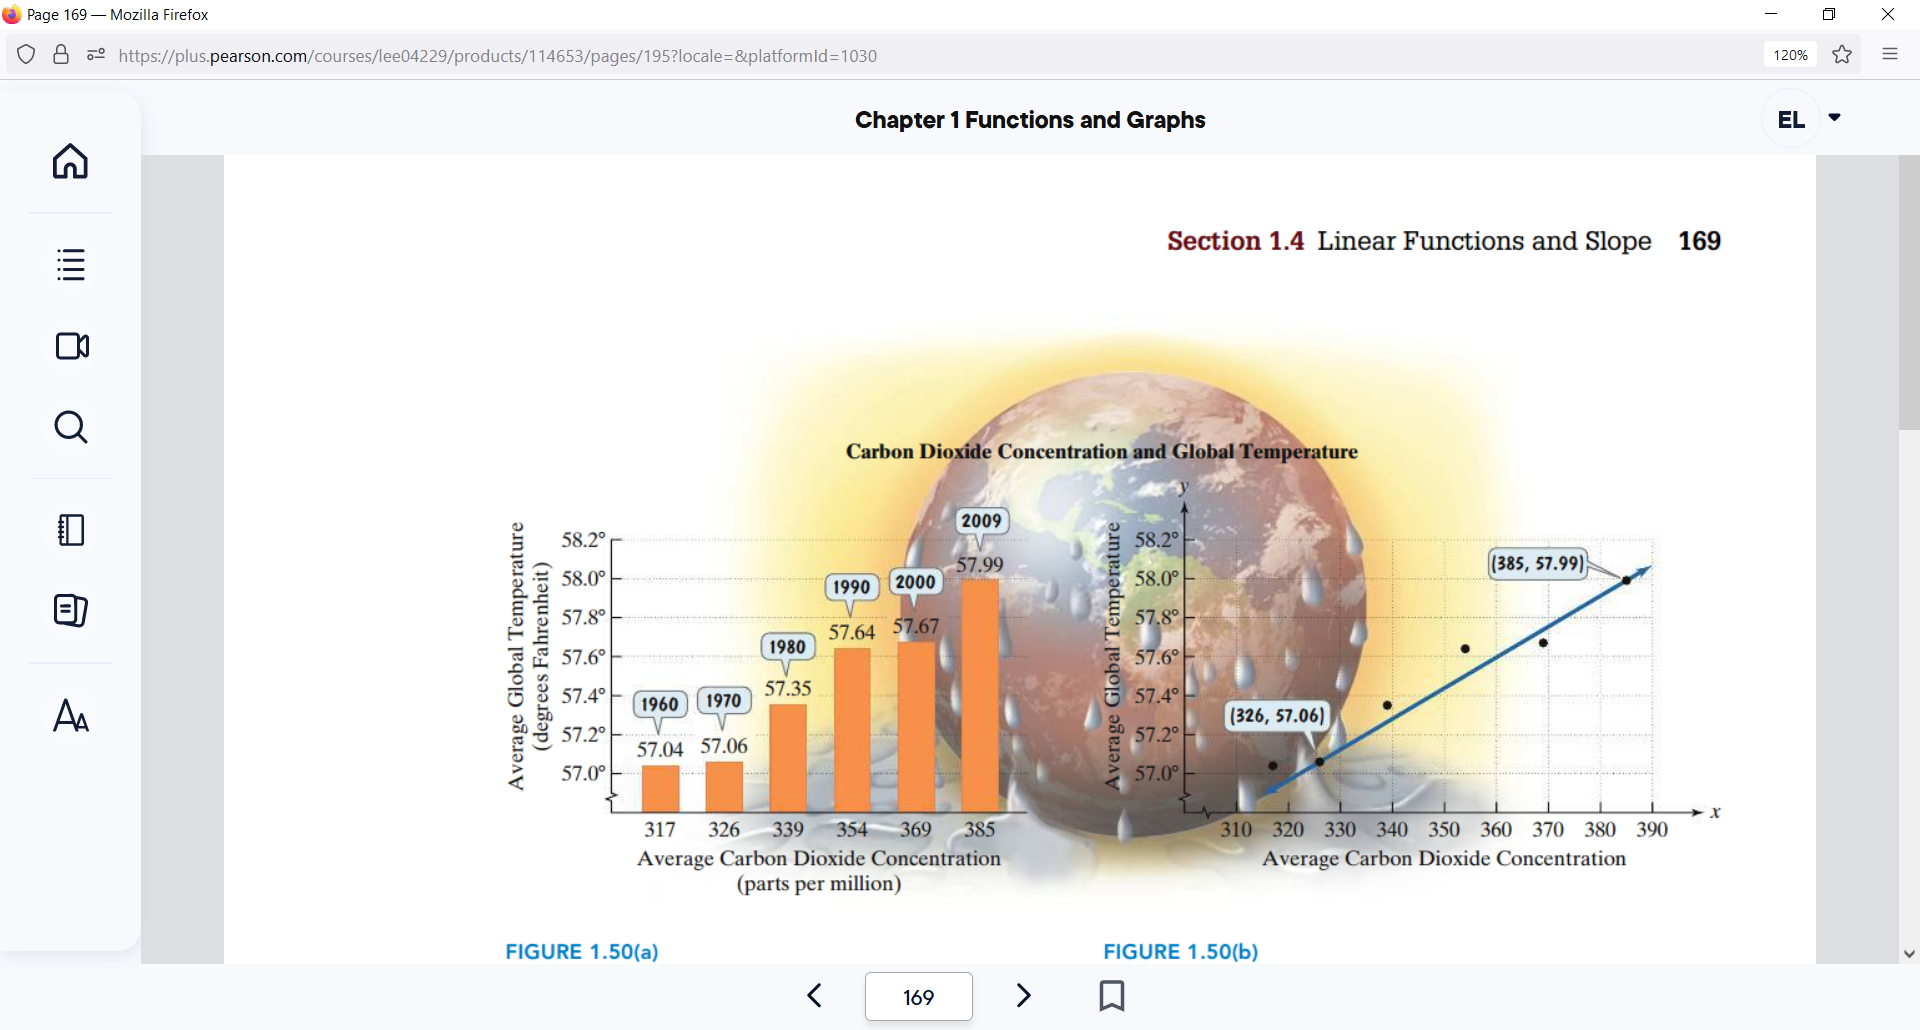 Page 169 — Mozilla Firefox
https://plus.pearson.com/courses/lee04229/products/114653/pages/195?locale=&platformId=1030
120%
Chapter 1 Functions and Graphs
EL
Section 1.4 Linear Functions and Slope 169
Carbon Dioxide Concentration and Global Temperature
Average Global Temperature
(degrees Fahrenheit)
58.2°
58.0°
57.8°
57.6°
57.4°
57.2°
57.0°
1960
57.04
1970
57.06
1980
57.35
1990
57.64
2000
57.67
2009
57.99
317 326 339 354 369 385
Average Carbon Dioxide Concentration
(parts per million)
FIGURE 1.50(a)
y
Average Global Temperature
58.2°
58.0°
57.8°
57.6°
57.4°
57.2°
57.0°
(385, 57.99)
(326, 57.06)
310 320 330 340 350 360 370 380 390
x
Average Carbon Dioxide Concentration
FIGURE 1.50(b)
169